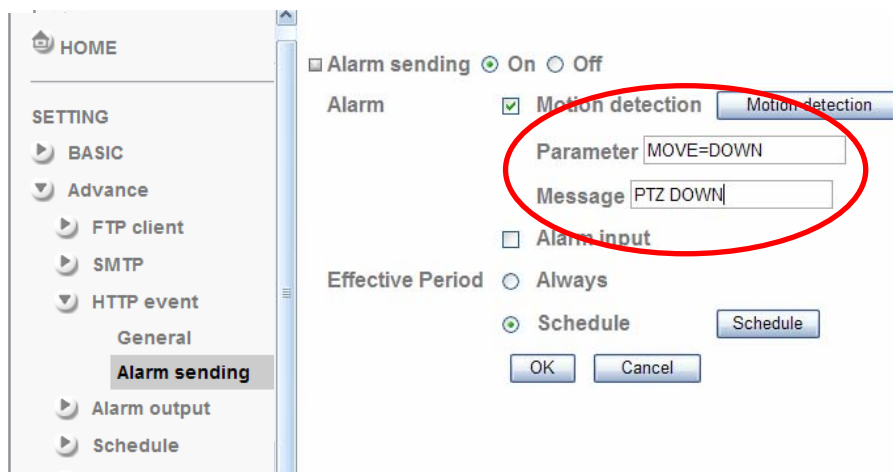 HOME
SETTING
BASIC
Advance
FTP client
SMTP
HTTP event
General
Alarm sending
Alarm output
Schedule
Alarm sending On Off
Alarm Motion detection Motion detection
Parameter MOVE=DOWN
Message PTZ DOWN
Alarm input
Effective Period Always
Schedule Schedule
OK Cancel